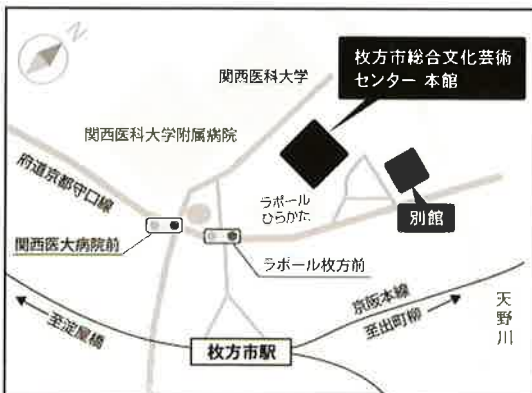 N
枚方市総合文化芸術
センター 本館
関西医科大学
関西医科大学附属病院
府道京都守口線
ラポール
ひらかた
別館
関西医大病院前
ラポール枚方前
京阪本線
至淀屋橋
至出町柳
天野川
枚方市駅